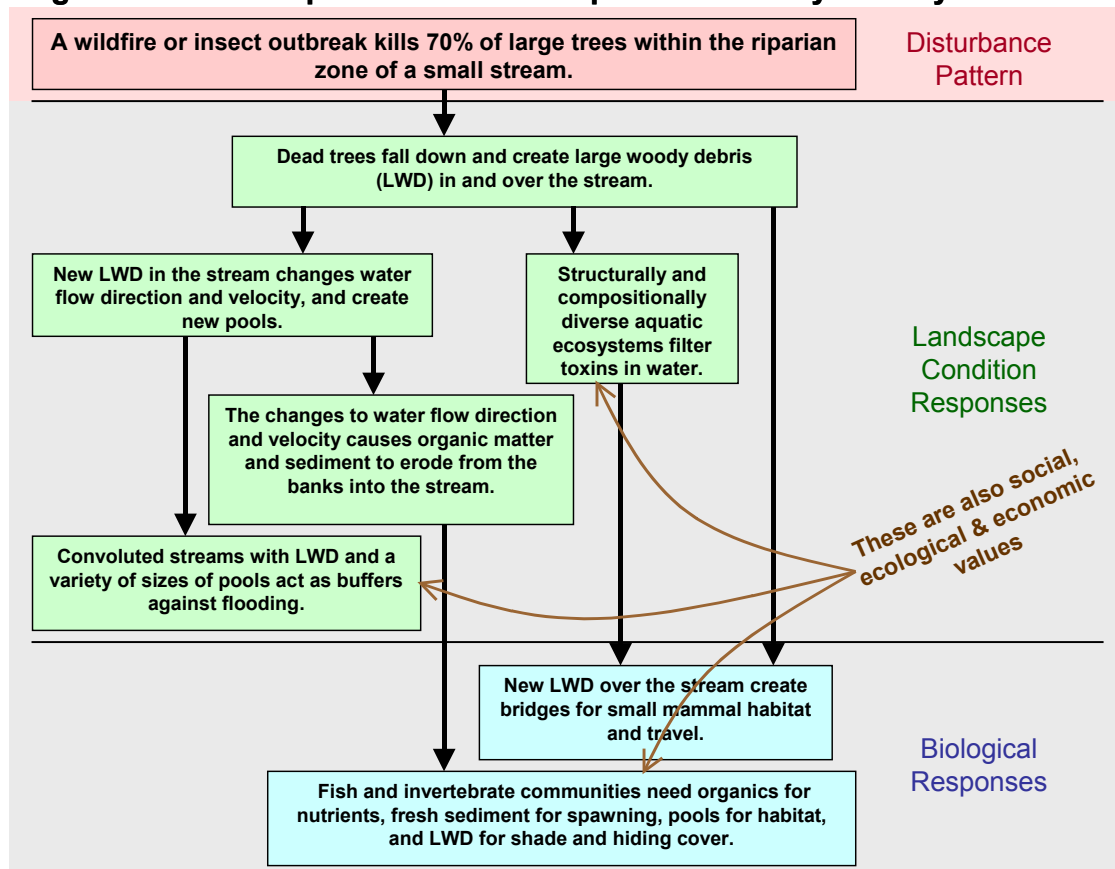 A wildfire or insect outbreak kills 70% of large trees within the riparian
zone of a small stream.
Disturbance
Pattern
Dead trees fall down and create large woody debris
(LWD) in and over the stream.
New LWD in the stream changes water
flow direction and velocity, and create
new pools.
Structurally and
compositionally
diverse aquatic
ecosystems filter
toxins in water.
Landscape
Condition
Responses
The changes to water flow direction
and velocity causes organic matter
and sediment to erode from the
banks into the stream.
These are also social,
ecological & economic
values
Convoluted streams with LWD and a
variety of sizes of pools act as buffers
against flooding.
New LWD over the stream create
bridges for small mammal habitat
and travel.
Biological
Responses
Fish and invertebrate communities need organics for
nutrients, fresh sediment for spawning, pools for habitat,
and LWD for shade and hiding cover.